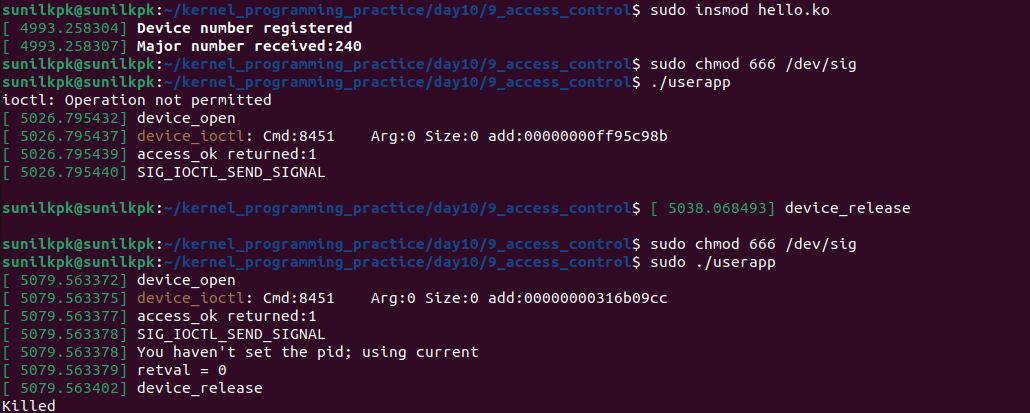 sunilkpk@sunilkpk:~/kernel_programming_practice/day10/9_access_control$ sudo insmod hello.ko
[ 4993.258304] Device number registered
[ 4993.258307] Major number received:240
sunilkpk@sunilkpk:~/kernel_programming_practice/day10/9_access_control$ sudo chmod 666 /dev/sig
sunilkpk@sunilkpk:~/kernel_programming_practice/day10/9_access_control$ ./userapp
ioctl: Operation not permitted
[ 5026.795432] device_open
[ 5026.795437] device_ioctl: Cmd:8451    Arg:0 Size:0 add:00000000ff95c98b
[ 5026.795439] access_ok returned:1
[ 5026.795440] SIG_IOCTL_SEND_SIGNAL
sunilkpk@sunilkpk:~/kernel_programming_practice/day10/9_access_control$ [ 5038.068493] device_release
sunilkpk@sunilkpk:~/kernel_programming_practice/day10/9_access_control$ sudo chmod 666 /dev/sig
sunilkpk@sunilkpk:~/kernel_programming_practice/day10/9_access_control$ sudo ./userapp
[ 5079.563372] device_open
[ 5079.563375] device_ioctl: Cmd:8451    Arg:0 Size:0 add:00000000316b09cc
[ 5079.563377] access_ok returned:1
[ 5079.563378] SIG_IOCTL_SEND_SIGNAL
[ 5079.563378] You haven't set the pid; using current
[ 5079.563379] retval = 0
[ 5079.563402] device_release
Killed